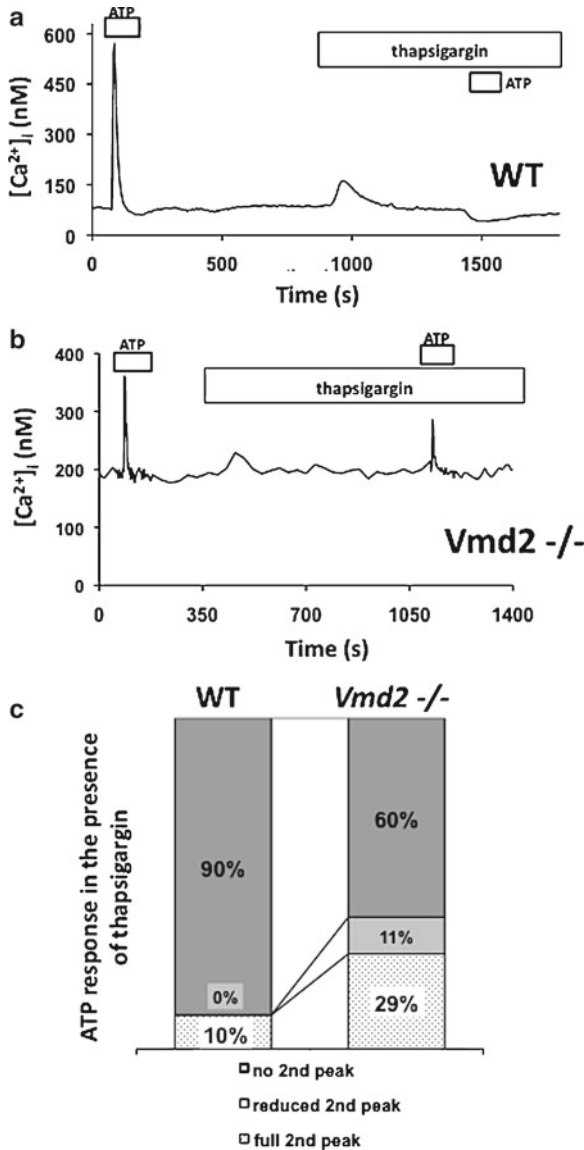 a
ATP
600
450
300
150
0
[Ca²⁺]ᵢ (nM)
thapsigargin
ATP
WT
0
500
1000
1500
Time (s)
b
ATP
ATP
400
300
200
100
0
[Ca²⁺]ᵢ (nM)
thapsigargin
Vmd2 -/-
0
350
700
1050
1400
Time (s)
c
WT
Vmd2 -/-
ATP response in the presence
of thapsigargin
90%
0%
10%
60%
11%
29%
no 2nd peak
reduced 2nd peak
full 2nd peak